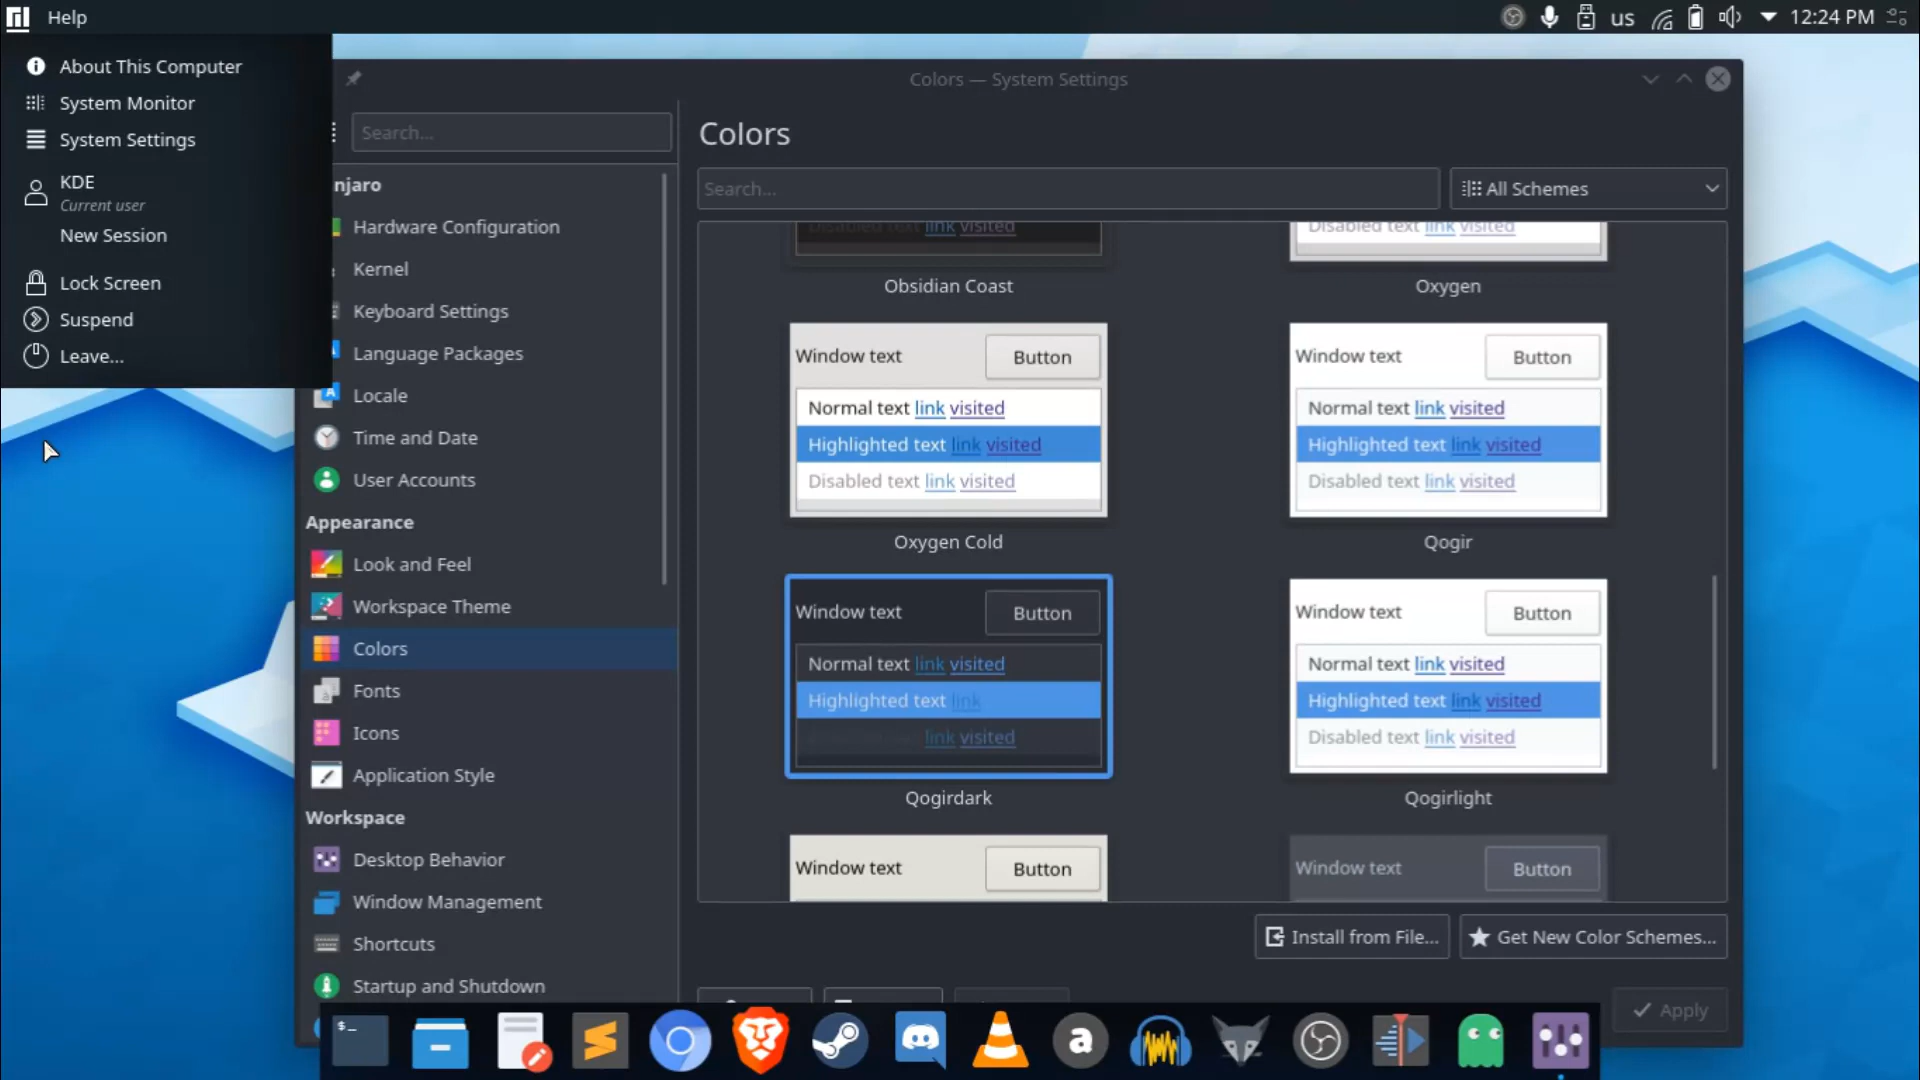 Help
us
12:24 PM
About This Computer
System Monitor
System Settings
KDE
Current user
New Session
Lock Screen
Suspend
Leave...
Colors — System Settings
Search...
njaro
Hardware Configuration
Kernel
Keyboard Settings
Language Packages
Locale
Time and Date
User Accounts
Appearance
Look and Feel
Workspace Theme
Colors
Fonts
Icons
Application Style
Workspace
Desktop Behavior
Window Management
Shortcuts
Startup and Shutdown
Colors
Search...
All Schemes
Disabled text link visited
Obsidian Coast
Disabled text link visited
Oxygen
Window text
Button
Normal text link visited
Highlighted text link visited
Disabled text link visited
Oxygen Cold
Window text
Button
Normal text link visited
Highlighted text link visited
Disabled text link visited
Qogir
Window text
Button
Normal text link visited
Highlighted text link
link visited
Qogirdark
Window text
Button
Normal text link visited
Highlighted text link visited
Disabled text link visited
Qogirlight
Window text
Button
Window text
Button
Install from File...
Get New Color Schemes...
Apply